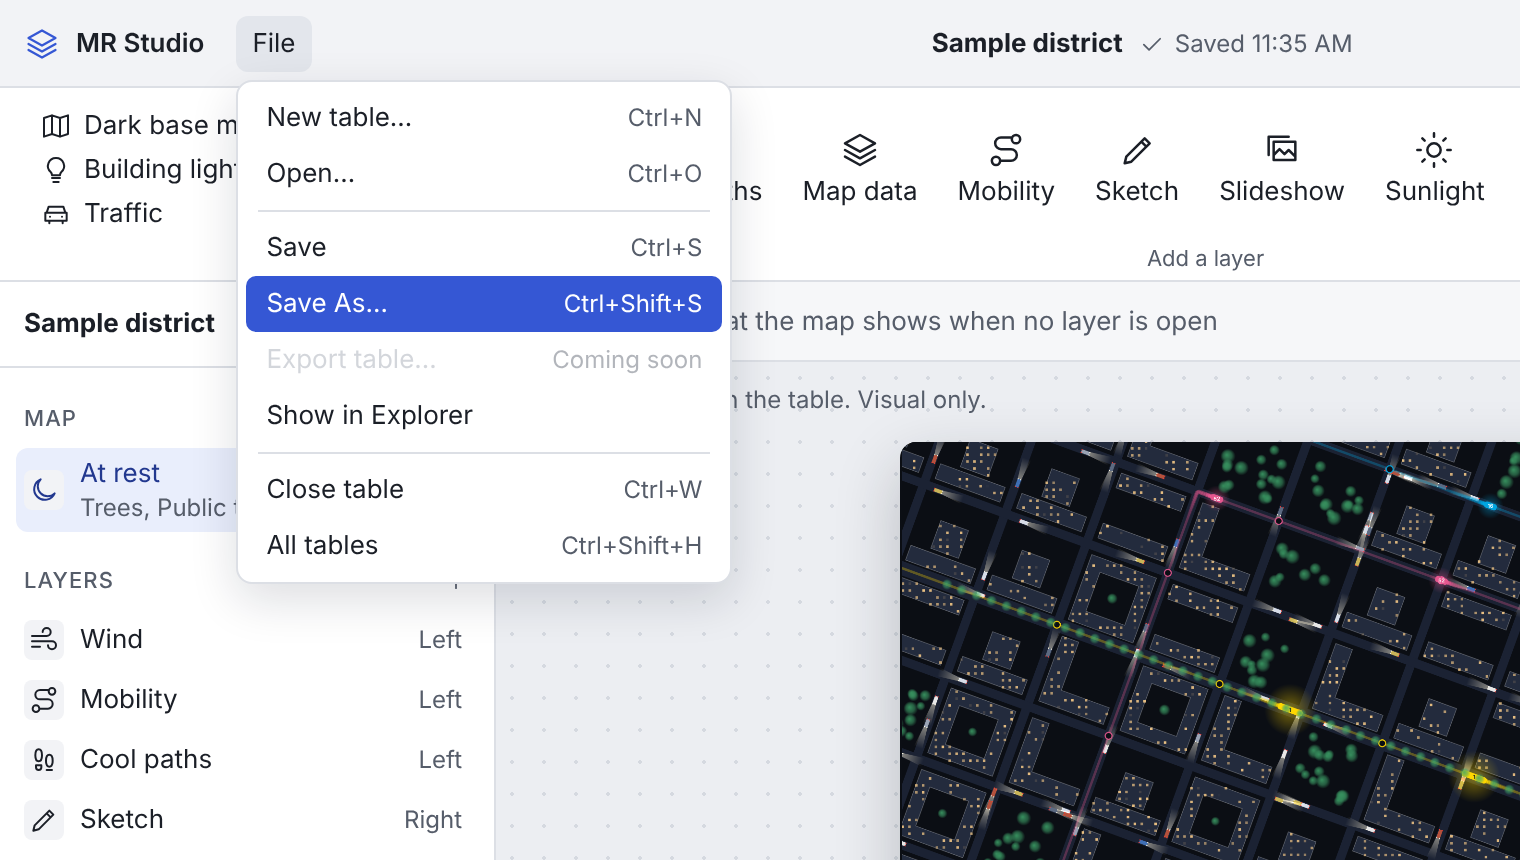 MR Studio File Sample district Saved 11:35 AM
New table... Ctrl+N
Open... Ctrl+O
Save Ctrl+S
Save As... Ctrl+Shift+S
Export table... Coming soon
Show in Explorer
Close table Ctrl+W
All tables Ctrl+Shift+H
Dark base
Building
Traffic
Map data Mobility Sketch Slideshow Sunlight
Add a layer
Sample district
the map shows when no layer is open
the table. Visual only.
MAP
At rest
Trees, Public
LAYERS
Wind Left
Mobility Left
Cool paths Left
Sketch Right